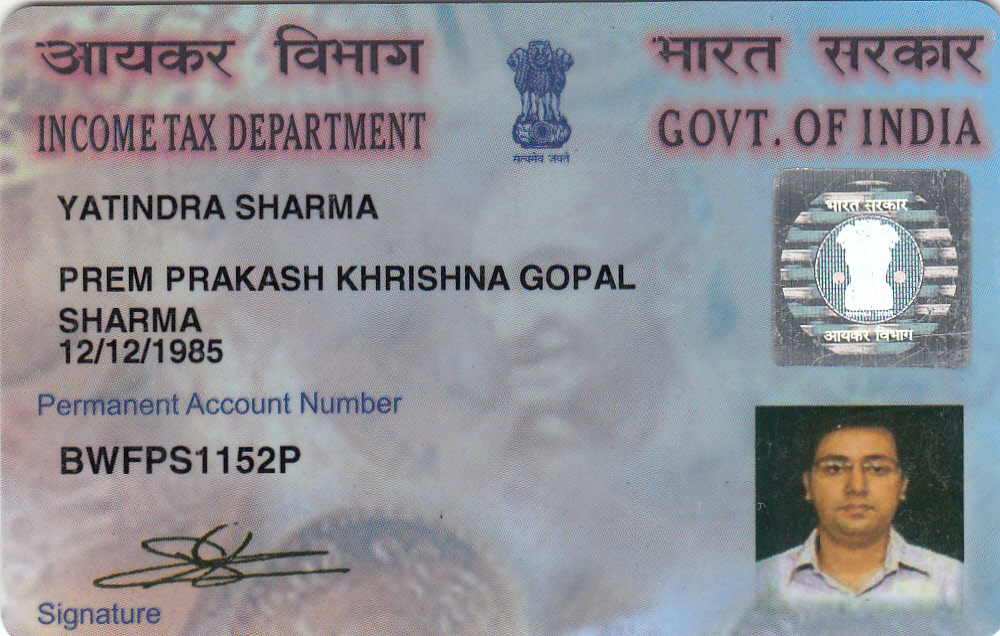 आयकर विभाग
भारत सरकार
INCOME TAX DEPARTMENT
GOVT. OF INDIA
सत्यमेव जयते
YATINDRA SHARMA
PREM PRAKASH KHRISHNA GOPAL
SHARMA
12/12/1985
Permanent Account Number
BWFPS1152P
Signature
भारत सरकार
आयकर विभाग